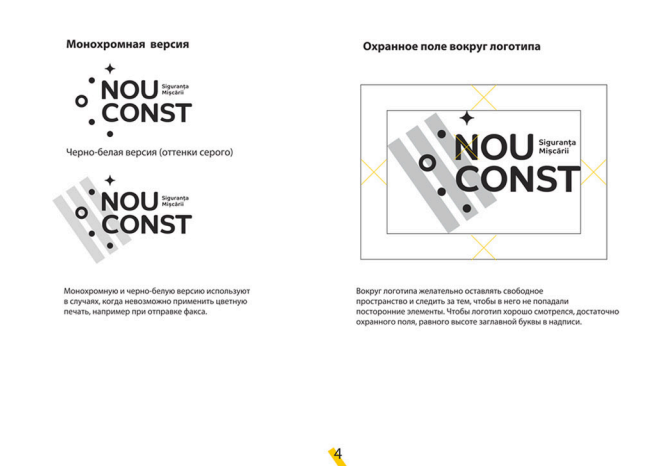 Монохромная версия
NOU
CONST
Siguranța
Mișcării
Черно-белая версия (оттенки серого)
NOU
CONST
Siguranța
Mișcării
Монохромную и черно-белую версию используют
в случаях, когда невозможно применить цветную
печать, например при отправке факса.
Охранное поле вокруг логотипа
NOU
CONST
Siguranța
Mișcării
Вокруг логотипа желательно оставлять свободное
пространство и следить за тем, чтобы в него не попадали
посторонние элементы. Чтобы логотип хорошо смотрелся, достаточно
охранного поля, равного высоте заглавной буквы в надписи.
4